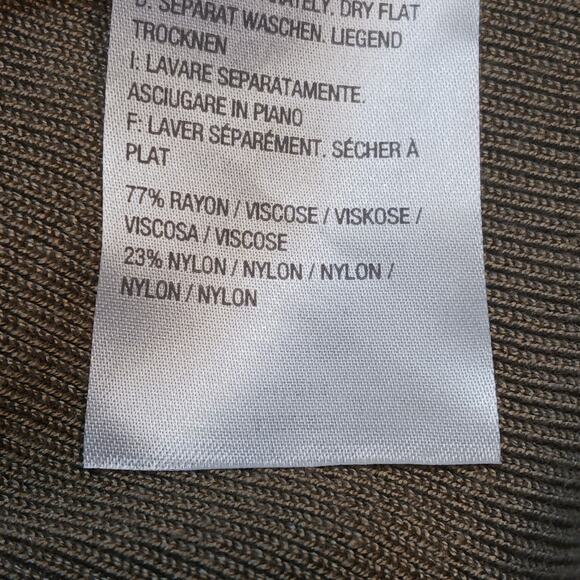 DRY FLAT
D: SEPARAT WASCHEN. LIEGEND
TROCKNEN
I: LAVARE SEPARATAMENTE.
ASCIUGARE IN PIANO
F: LAVER SÉPARÉMENT. SÉCHER À
PLAT
77% RAYON / VISCOSE / VISKOSE /
VISCOSA / VISCOSE
23% NYLON / NYLON / NYLON /
NYLON / NYLON